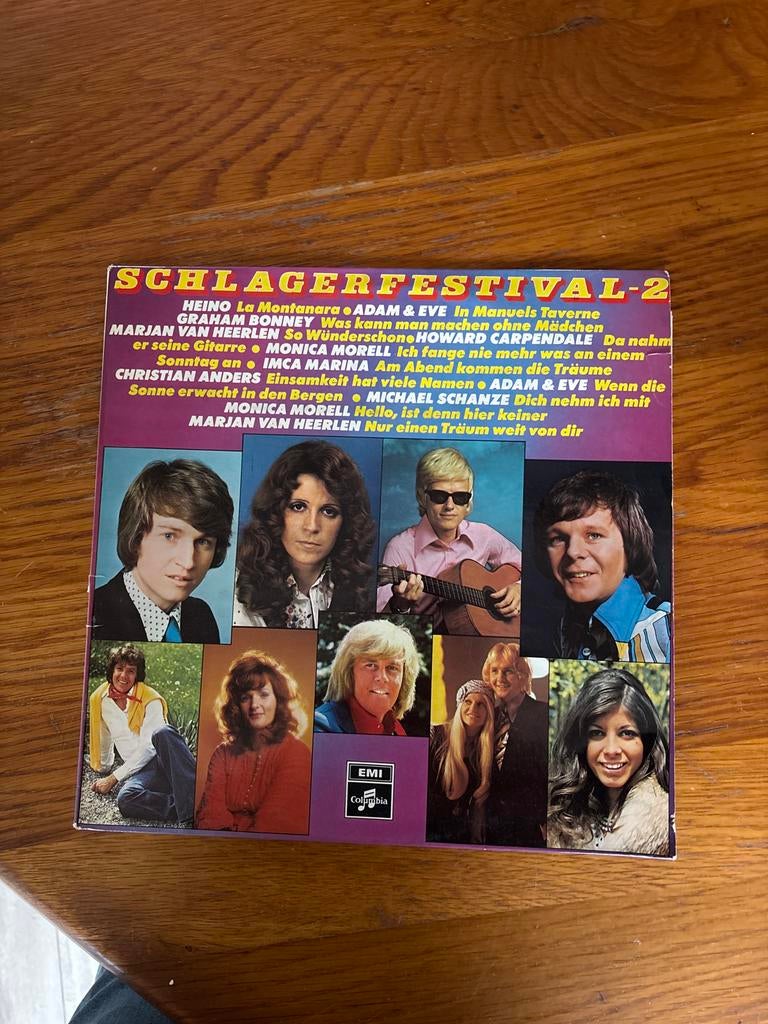 SCHLAGERFESTIVAL-2
HEINO La Montanara ● ADAM & EVE In Manuels Taverne
GRAHAM BONNEY Was kann man machen ohne Mädchen
MARJAN VAN HEERLEN So Wünderschon ● HOWARD CARPENDALE Da nahm
er seine Gitarre ● MONICA MORELL Ich fange nie mehr was an einem
Sonntag an ● IMCA MARINA Am Abend kommen die Träume
CHRISTIAN ANDERS Einsamkeit hat viele Namen ● ADAM & EVE Wenn die
Sonne erwacht in den Bergen ● MICHAEL SCHANZE Dich nehm ich mit
MONICA MORELL Hello, ist denn hier keiner
MARJAN VAN HEERLEN Nur einen Träum weit von dir
EMI
Columbia